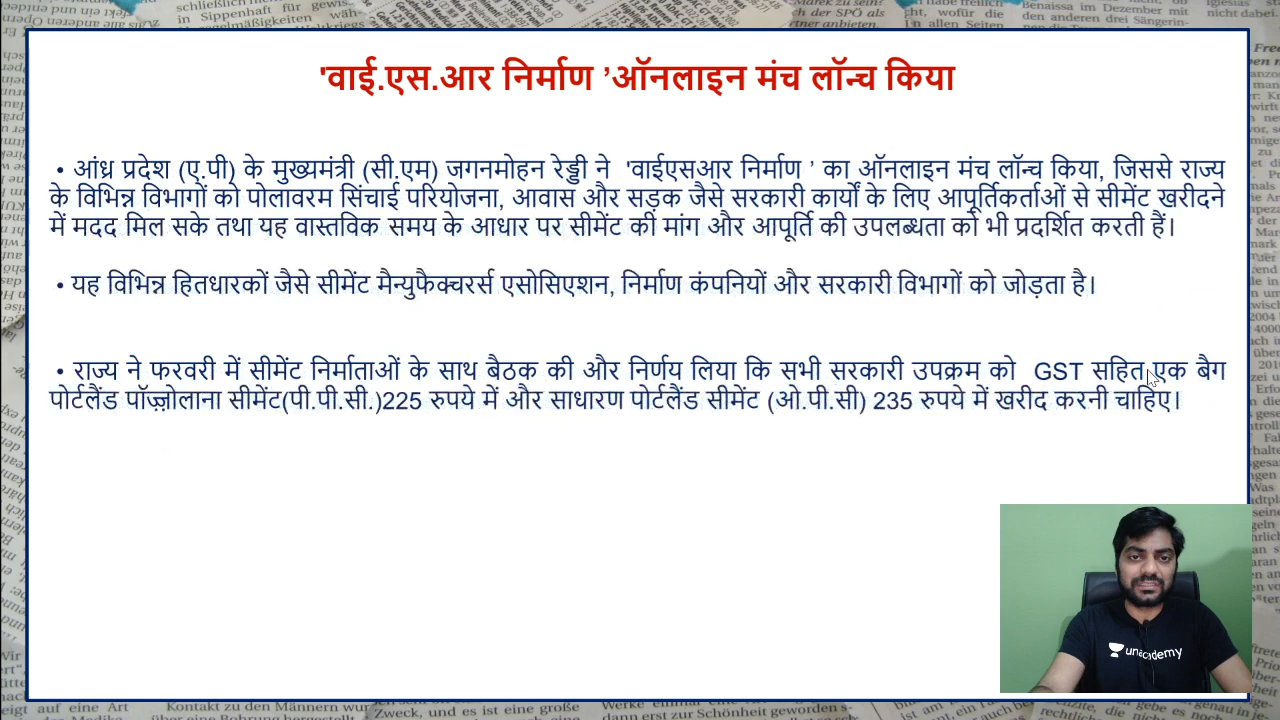 'वाई.एस.आर निर्माण ’ऑनलाइन मंच लॉन्च किया
• आंध्र प्रदेश (ए.पी) के मुख्यमंत्री (सी.एम) जगनमोहन रेड्डी ने 'वाईएसआर निर्माण ’ का ऑनलाइन मंच लॉन्च किया, जिससे राज्य
के विभिन्न विभागों को पोलावरम सिंचाई परियोजना, आवास और सड़क जैसे सरकारी कार्यों के लिए आपूर्तिकर्ताओं से सीमेंट खरीदने
में मदद मिल सके तथा यह वास्तविक समय के आधार पर सीमेंट की मांग और आपूर्ति की उपलब्धता को भी प्रदर्शित करती हैं।
• यह विभिन्न हितधारकों जैसे सीमेंट मैन्युफैक्चरर्स एसोसिएशन, निर्माण कंपनियों और सरकारी विभागों को जोड़ता है।
• राज्य ने फरवरी में सीमेंट निर्माताओं के साथ बैठक की और निर्णय लिया कि सभी सरकारी उपक्रम को GST सहित एक बैग
पोर्टलैंड पॉज़्ज़ोलाना सीमेंट(पी.पी.सी.)225 रुपये में और साधारण पोर्टलैंड सीमेंट (ओ.पी.सी) 235 रुपये में खरीद करनी चाहिए।
unacademy